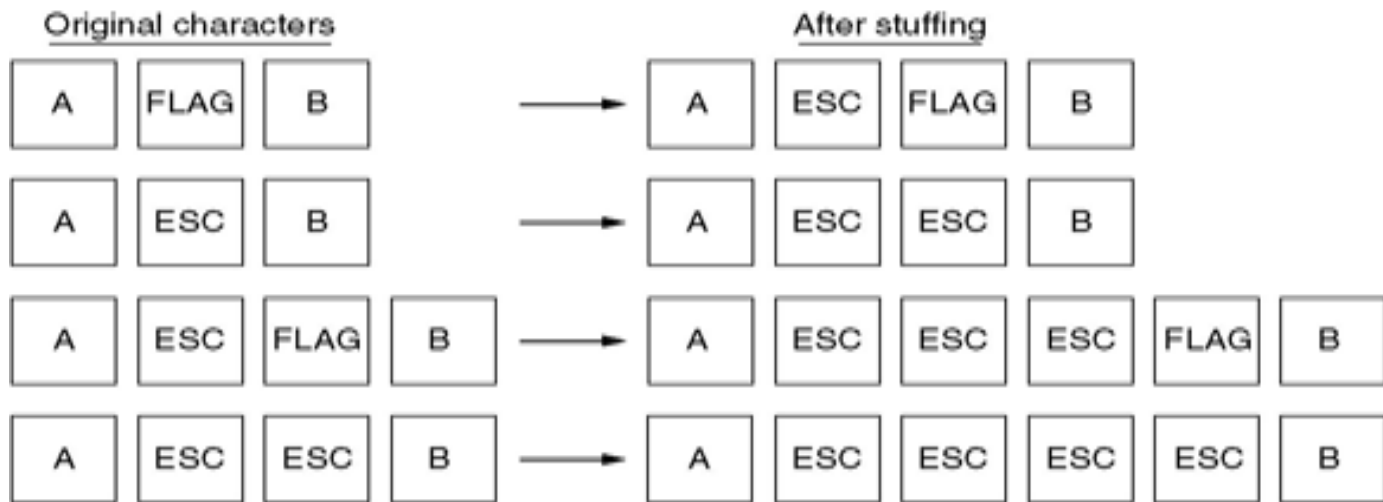 Original characters After stuffing
A FLAG B A ESC FLAG B
A ESC B A ESC ESC B
A ESC FLAG B A ESC ESC ESC FLAG B
A ESC ESC B A ESC ESC ESC ESC B